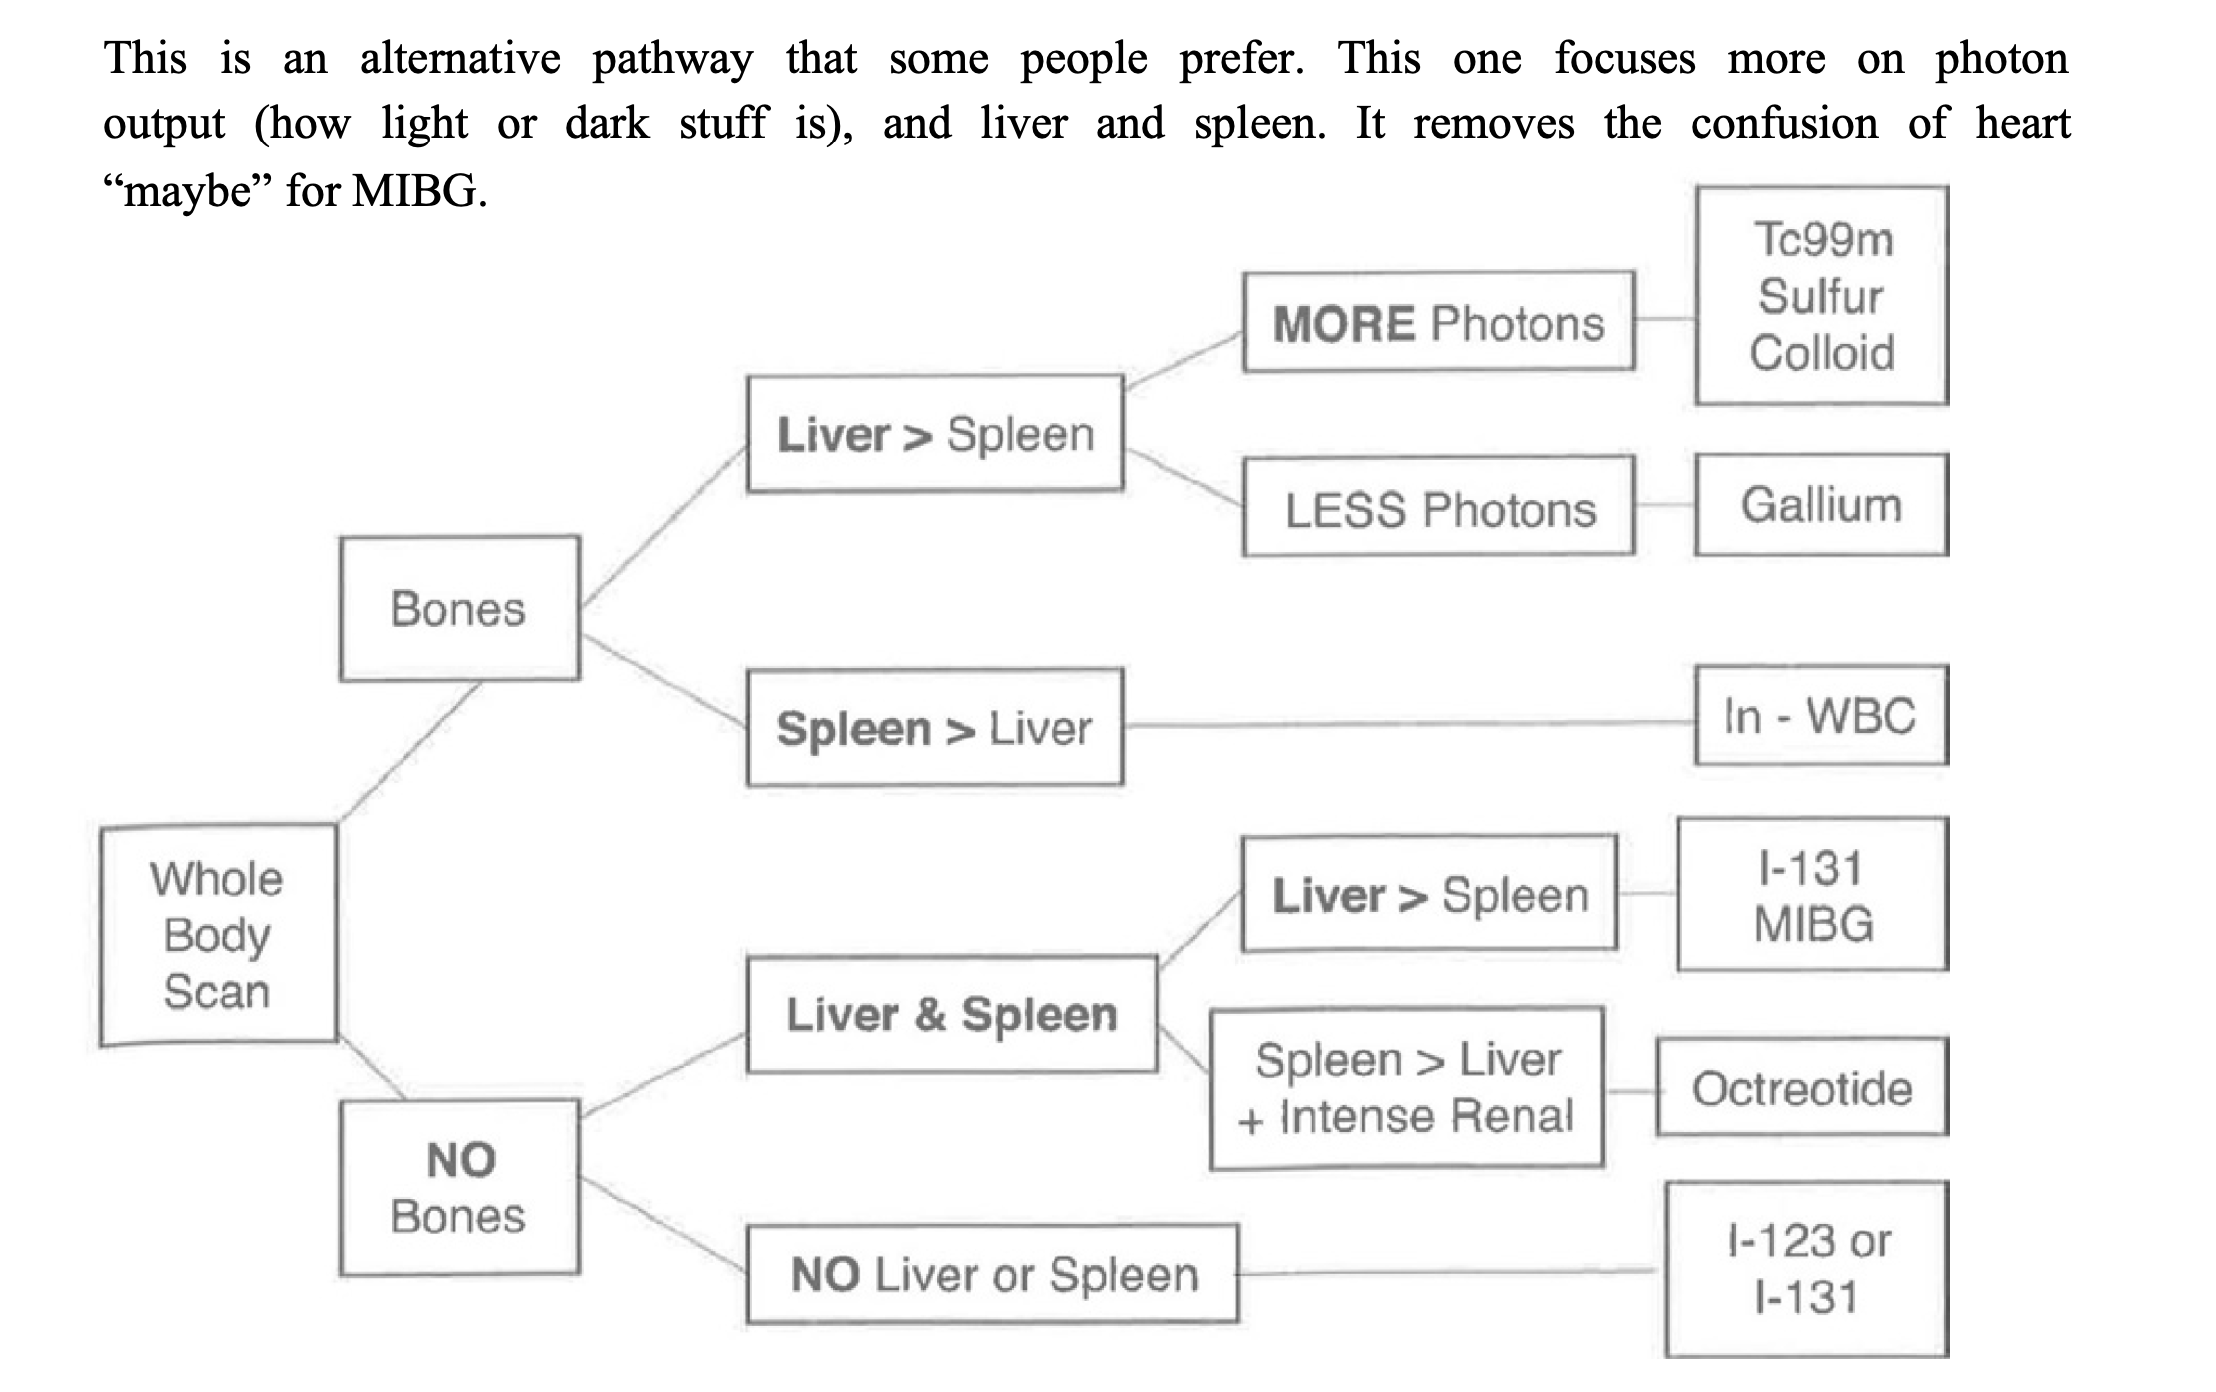 This is an alternative pathway that some people prefer. This one focuses more on photon
output (how light or dark stuff is), and liver and spleen. It removes the confusion of heart
“maybe” for MIBG.
Tc99m
Sulfur
Colloid
MORE Photons
Liver > Spleen
LESS Photons
Gallium
Bones
Spleen > Liver
In - WBC
Whole
Body
Scan
Liver > Spleen
I-131
MIBG
Liver & Spleen
Spleen > Liver
+ Intense Renal
Octreotide
NO
Bones
NO Liver or Spleen
I-123 or
I-131